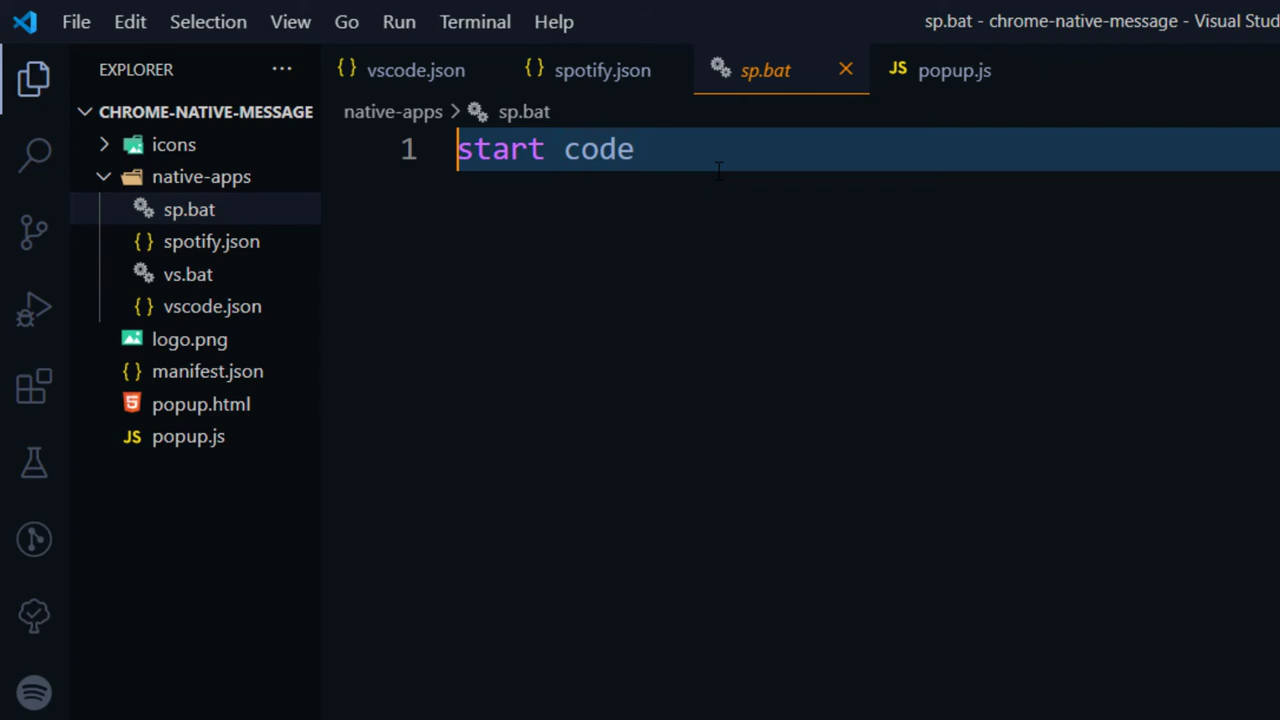 File Edit Selection View Go Run Terminal Help sp.bat - chrome-native-message - Visual Stud
EXPLORER ... {} vscode.json {} spotify.json sp.bat × JS popup.js
CHROME-NATIVE-MESSAGE
native-apps > sp.bat
icons
1 start code
native-apps
sp.bat
{} spotify.json
vs.bat
{} vscode.json
logo.png
{} manifest.json
5 popup.html
JS popup.js